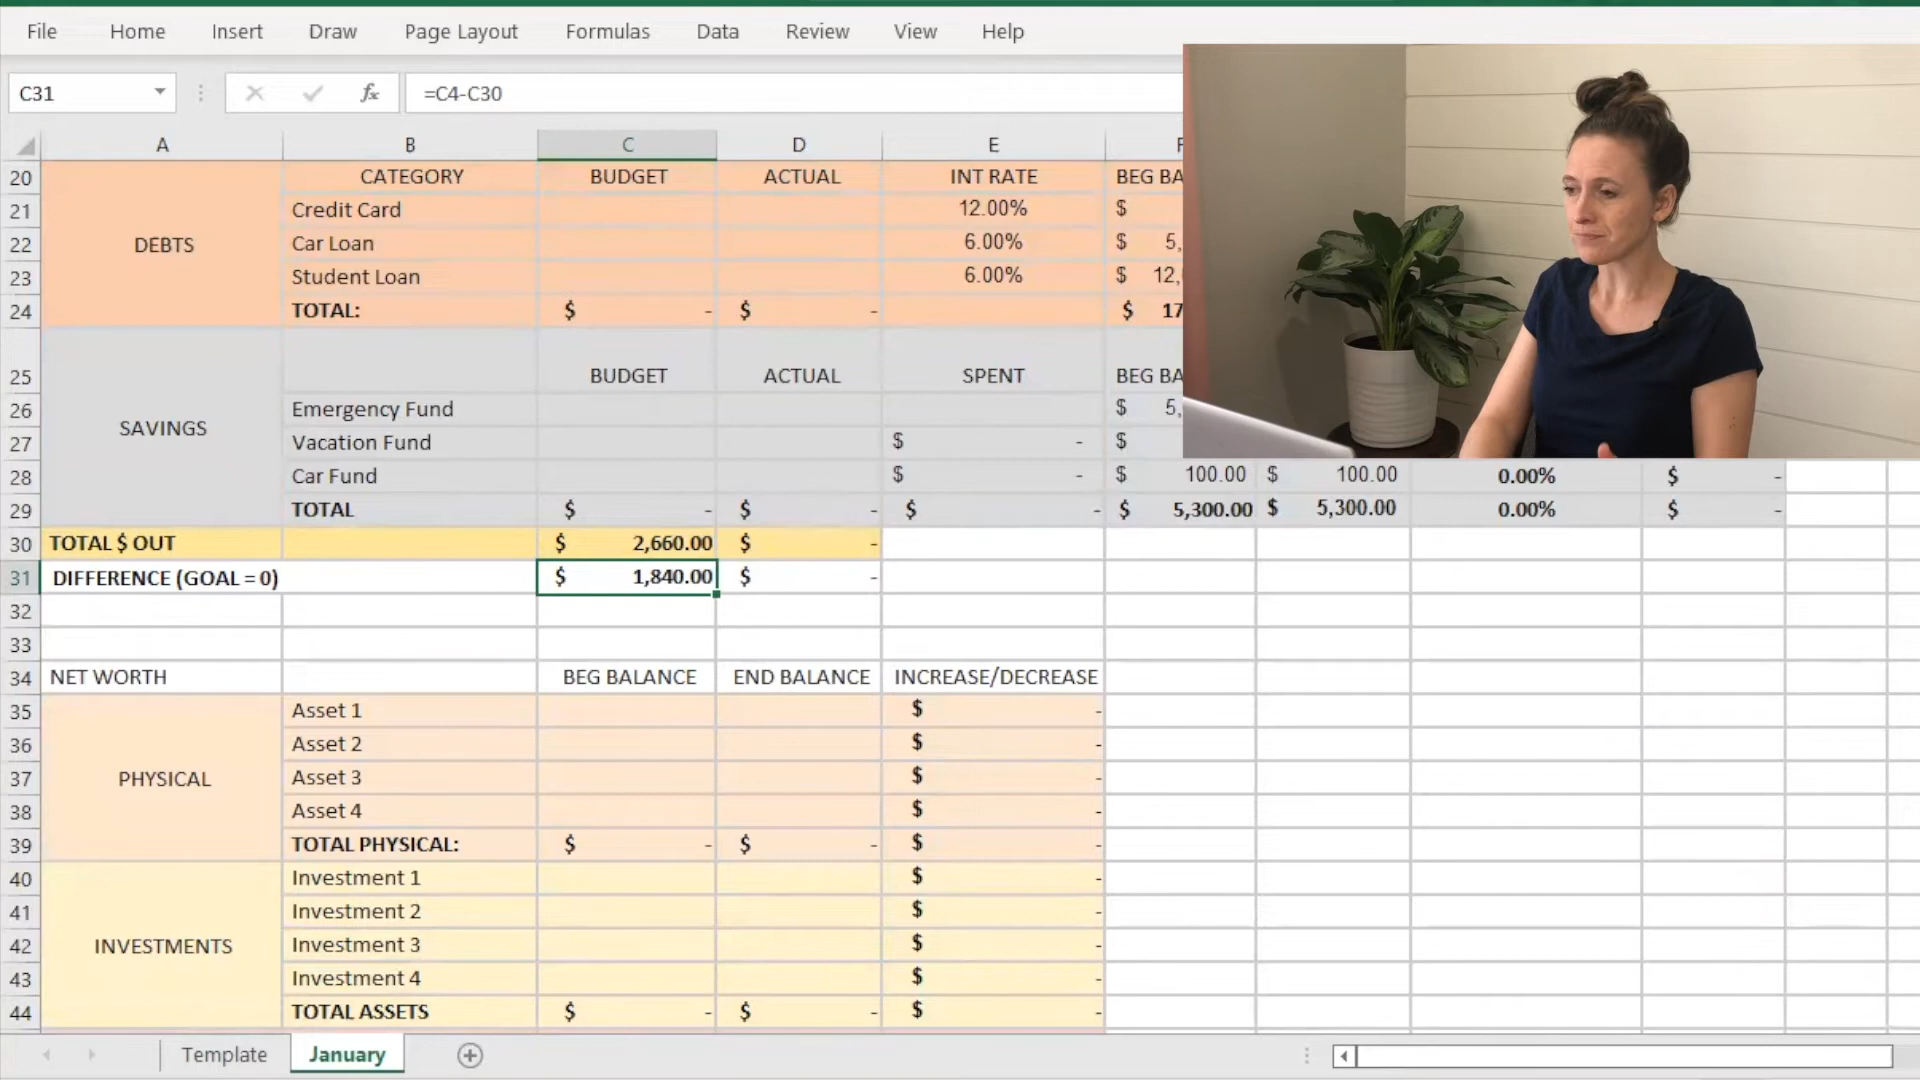 File Home Insert Draw Page Layout Formulas Data Review View Help
C31 fx =C4-C30
A B C D E
20 CATEGORY BUDGET ACTUAL INT RATE BEG BA
21 Credit Card 12.00% $
22 DEBTS Car Loan 6.00% $ 5,
23 Student Loan 6.00% $ 12,
24 TOTAL: $ - $ - $ 17
25 BUDGET ACTUAL SPENT BEG BA
26 Emergency Fund $ 5,
27 SAVINGS Vacation Fund $ - $
28 Car Fund $ - $ 100.00 $ 100.00 0.00% $ -
29 TOTAL $ - $ - $ - $ 5,300.00 $ 5,300.00 0.00% $ -
30 TOTAL $ OUT $ 2,660.00 $ -
31 DIFFERENCE (GOAL = 0) $ 1,840.00 $ -
32
33
34 NET WORTH BEG BALANCE END BALANCE INCREASE/DECREASE
35 Asset 1 $ -
36 Asset 2 $ -
37 PHYSICAL Asset 3 $ -
38 Asset 4 $ -
39 TOTAL PHYSICAL: $ - $ - $ -
40 Investment 1 $ -
41 Investment 2 $ -
42 INVESTMENTS Investment 3 $ -
43 Investment 4 $ -
44 TOTAL ASSETS $ - $ - $ -
Template January